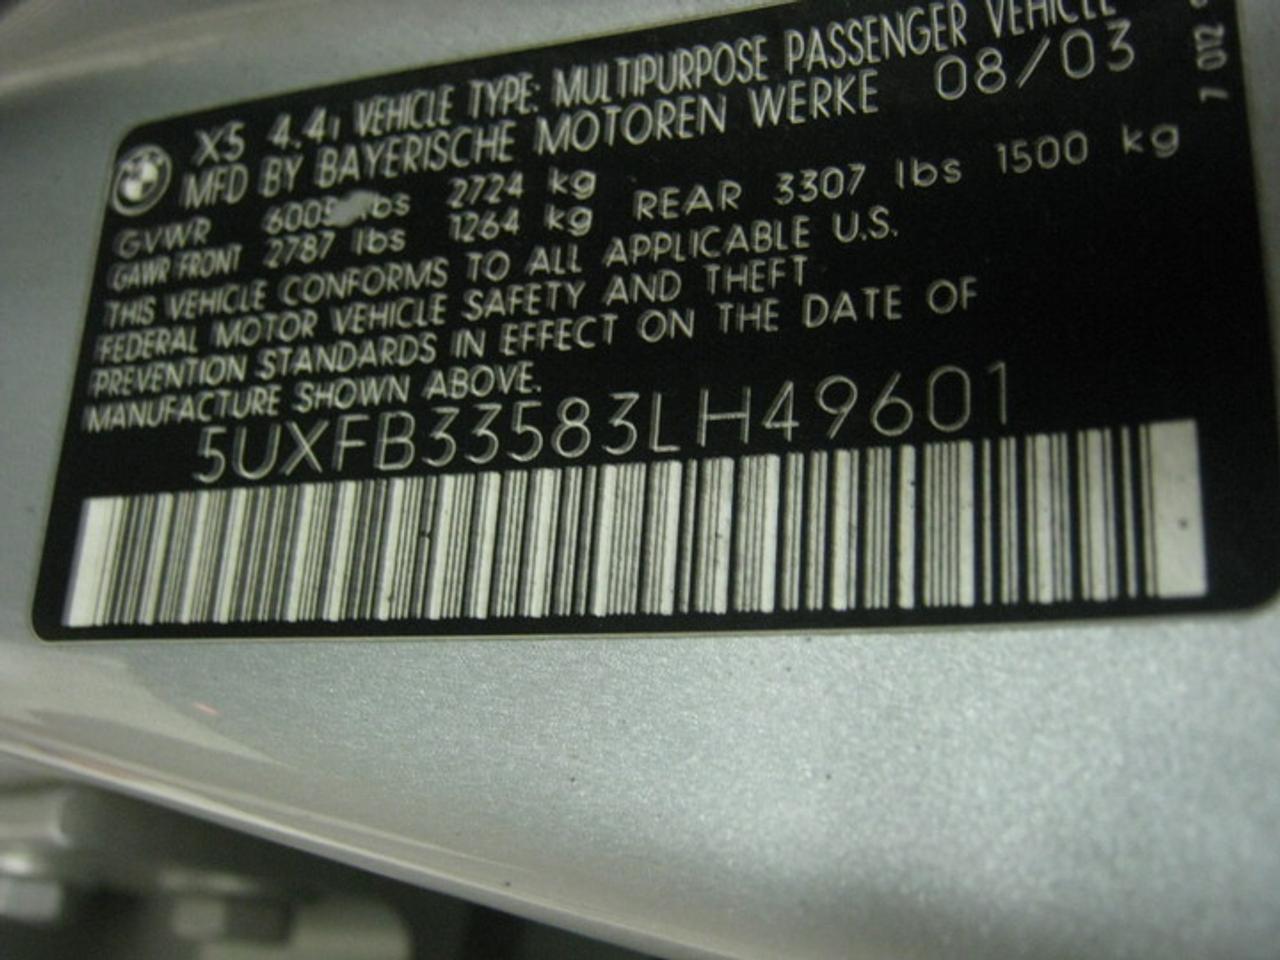 X5 4.4i VEHICLE TYPE: MULTIPURPOSE PASSENGER VEHICLE
MFD BY BAYERISCHE MOTOREN WERKE 08/03
GVWR 2724 kg
GAWR FRONT 2787 lbs 1264 kg REAR 3307 lbs 1500 kg
THIS VEHICLE CONFORMS TO ALL APPLICABLE U.S.
FEDERAL MOTOR VEHICLE SAFETY AND THEFT
PREVENTION STANDARDS IN EFFECT ON THE DATE OF
MANUFACTURE SHOWN ABOVE.
5UXFB33583LH49601
7 012